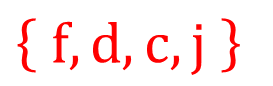 { f, d, c, j }